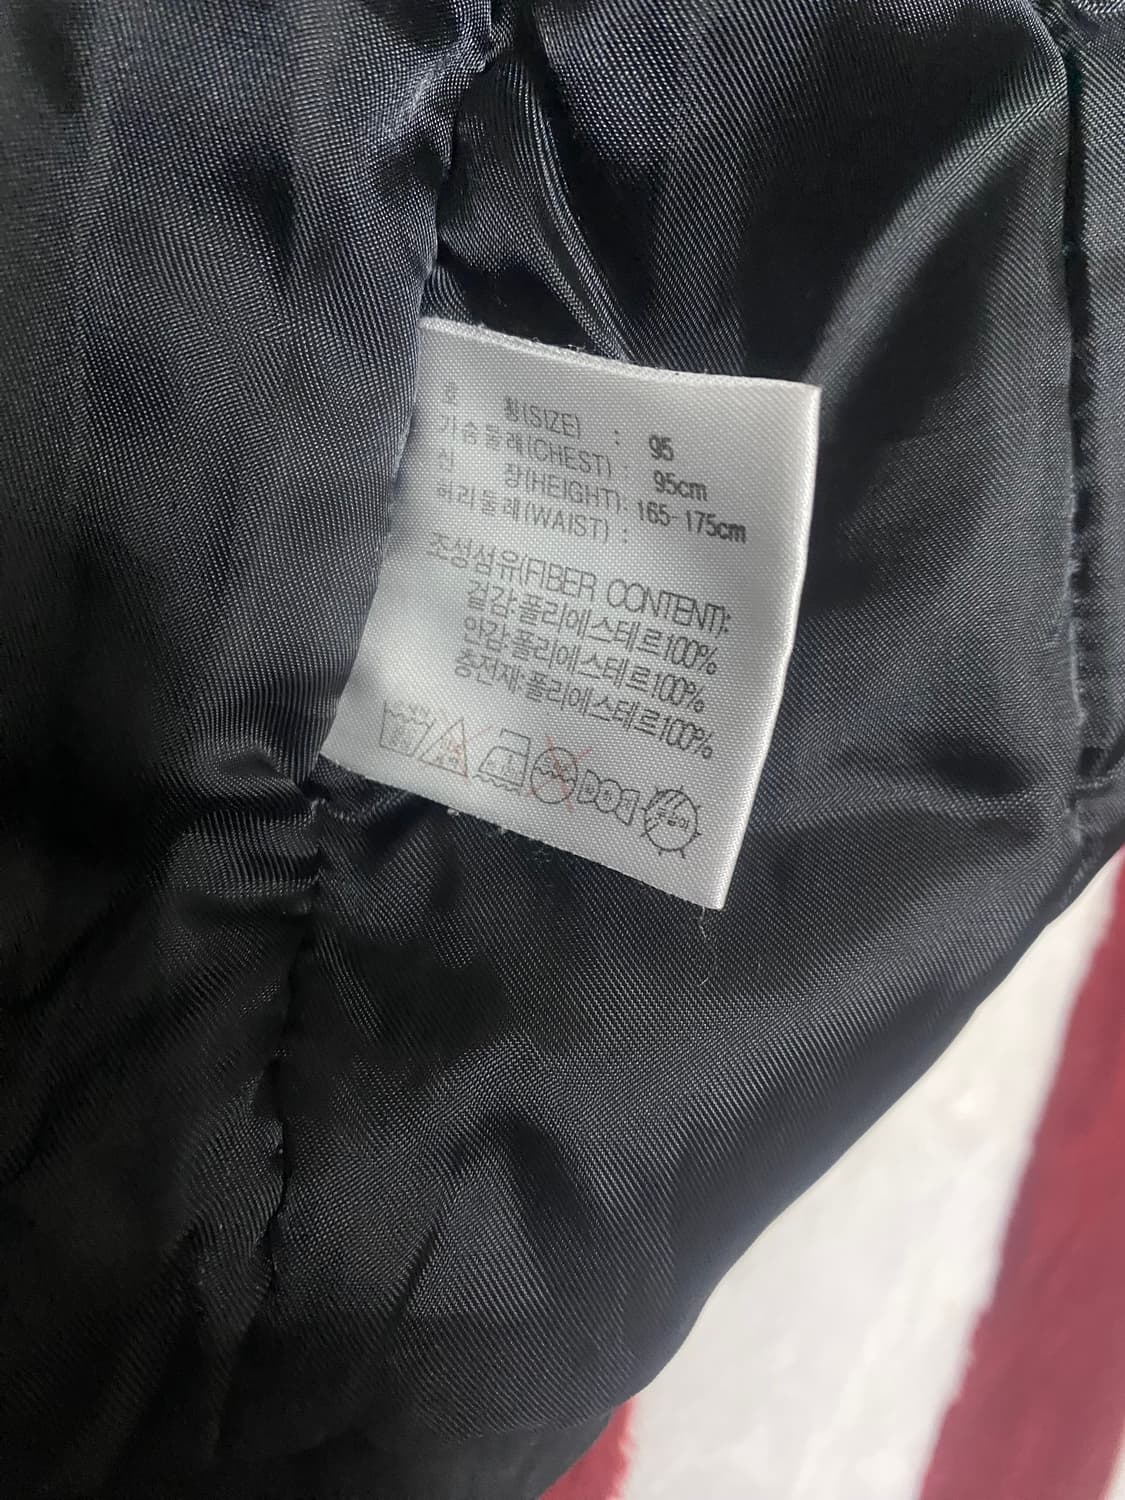 호 칭(SIZE) : 95
가슴둘레(CHEST) : 95cm
신 장(HEIGHT): 165-175cm
허리둘레(WAIST) :
조성섬유(FIBER CONTENT):
겉감:폴리에스테르100%
안감:폴리에스테르100%
충전재:폴리에스테르100%